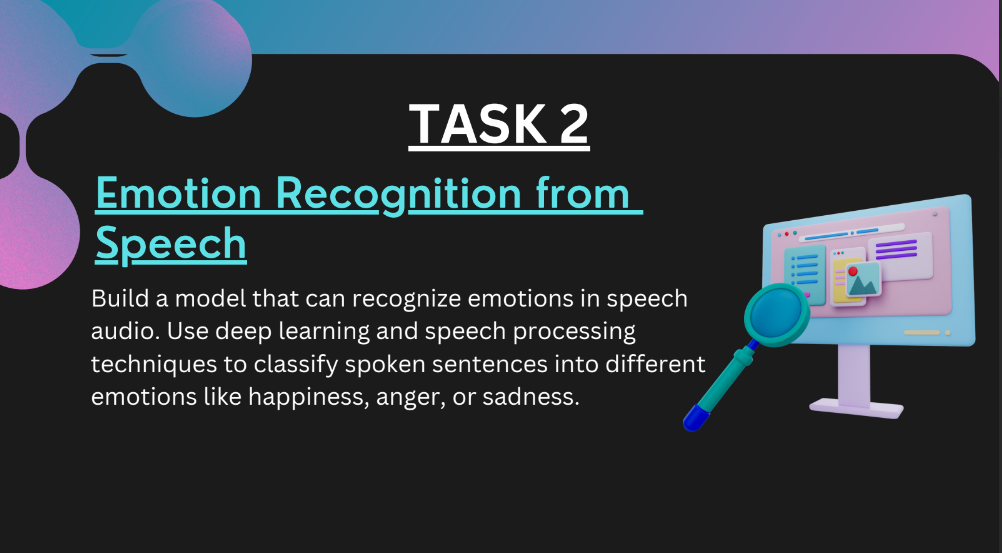 TASK 2
Emotion Recognition from
Speech
Build a model that can recognize emotions in speech
audio. Use deep learning and speech processing
techniques to classify spoken sentences into different
emotions like happiness, anger, or sadness.